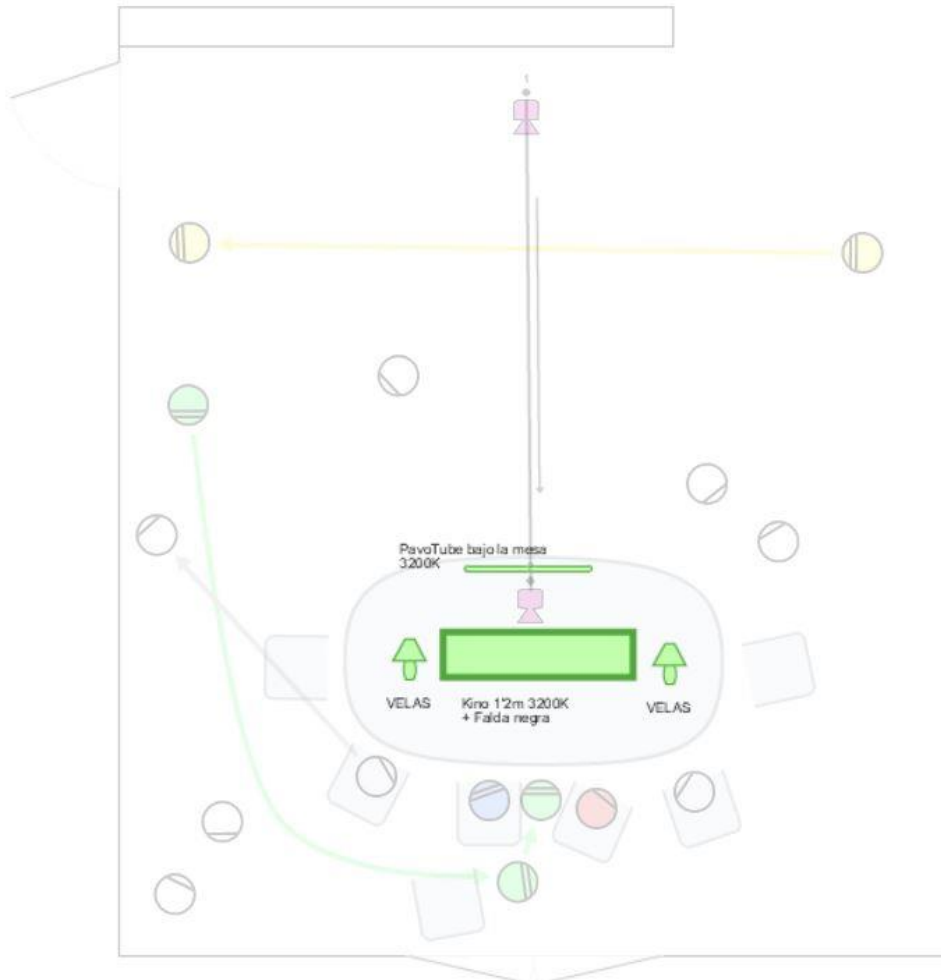 PavoTube bajo la mesa
3200K
VELAS
Kino 1'2m 3200K
+ Falda negra
VELAS